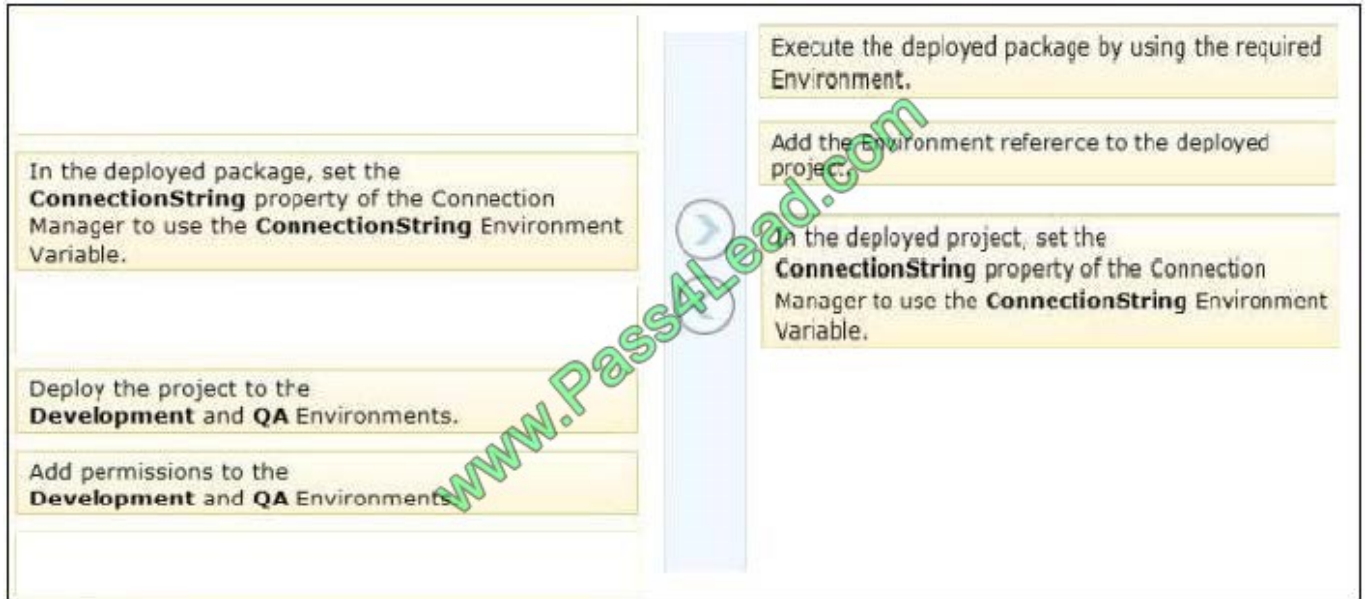 In the deployed package, set the
ConnectionString property of the Connection
Manager to use the ConnectionString Environment
Variable.
Deploy the project to the
Development and QA Environments.
Add permissions to the
Development and QA Environments.
Execute the deployed package by using the required
Environment.
Add the Environment reference to the deployed
project.
In the deployed project, set the
ConnectionString property of the Connection
Manager to use the ConnectionString Environment
Variable.
www.Pass4Lead.com